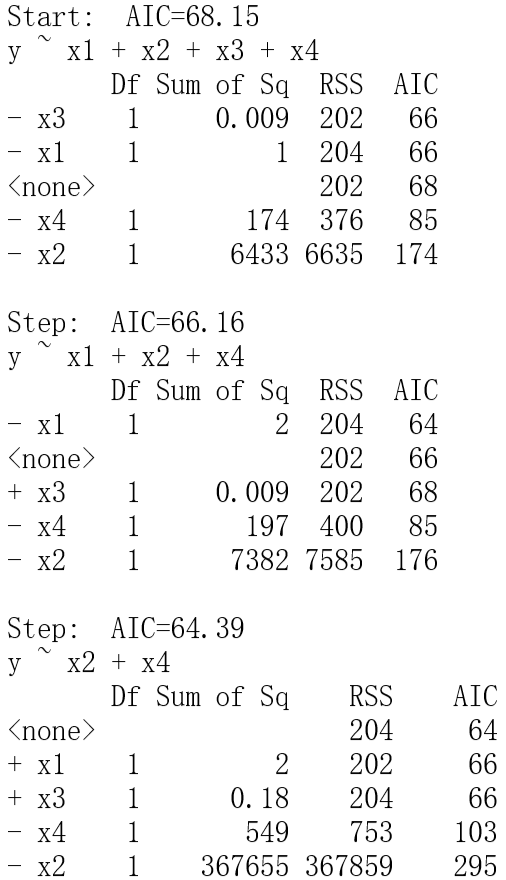 Start:  AIC=68.15
y ~ x1 + x2 + x3 + x4
       Df Sum of Sq  RSS  AIC
- x3    1     0.009  202   66
- x1    1         1  204   66
<none>               202   68
- x4    1       174  376   85
- x2    1      6433 6635  174
Step:  AIC=66.16
y ~ x1 + x2 + x4
       Df Sum of Sq  RSS  AIC
- x1    1         2  204   64
<none>               202   66
+ x3    1     0.009  202   68
- x4    1       197  400   85
- x2    1      7382 7585  176
Step:  AIC=64.39
y ~ x2 + x4
       Df Sum of Sq    RSS    AIC
<none>                 204     64
+ x1    1         2    202     66
+ x3    1      0.18    204     66
- x4    1       549    753    103
- x2    1    367655 367859    295